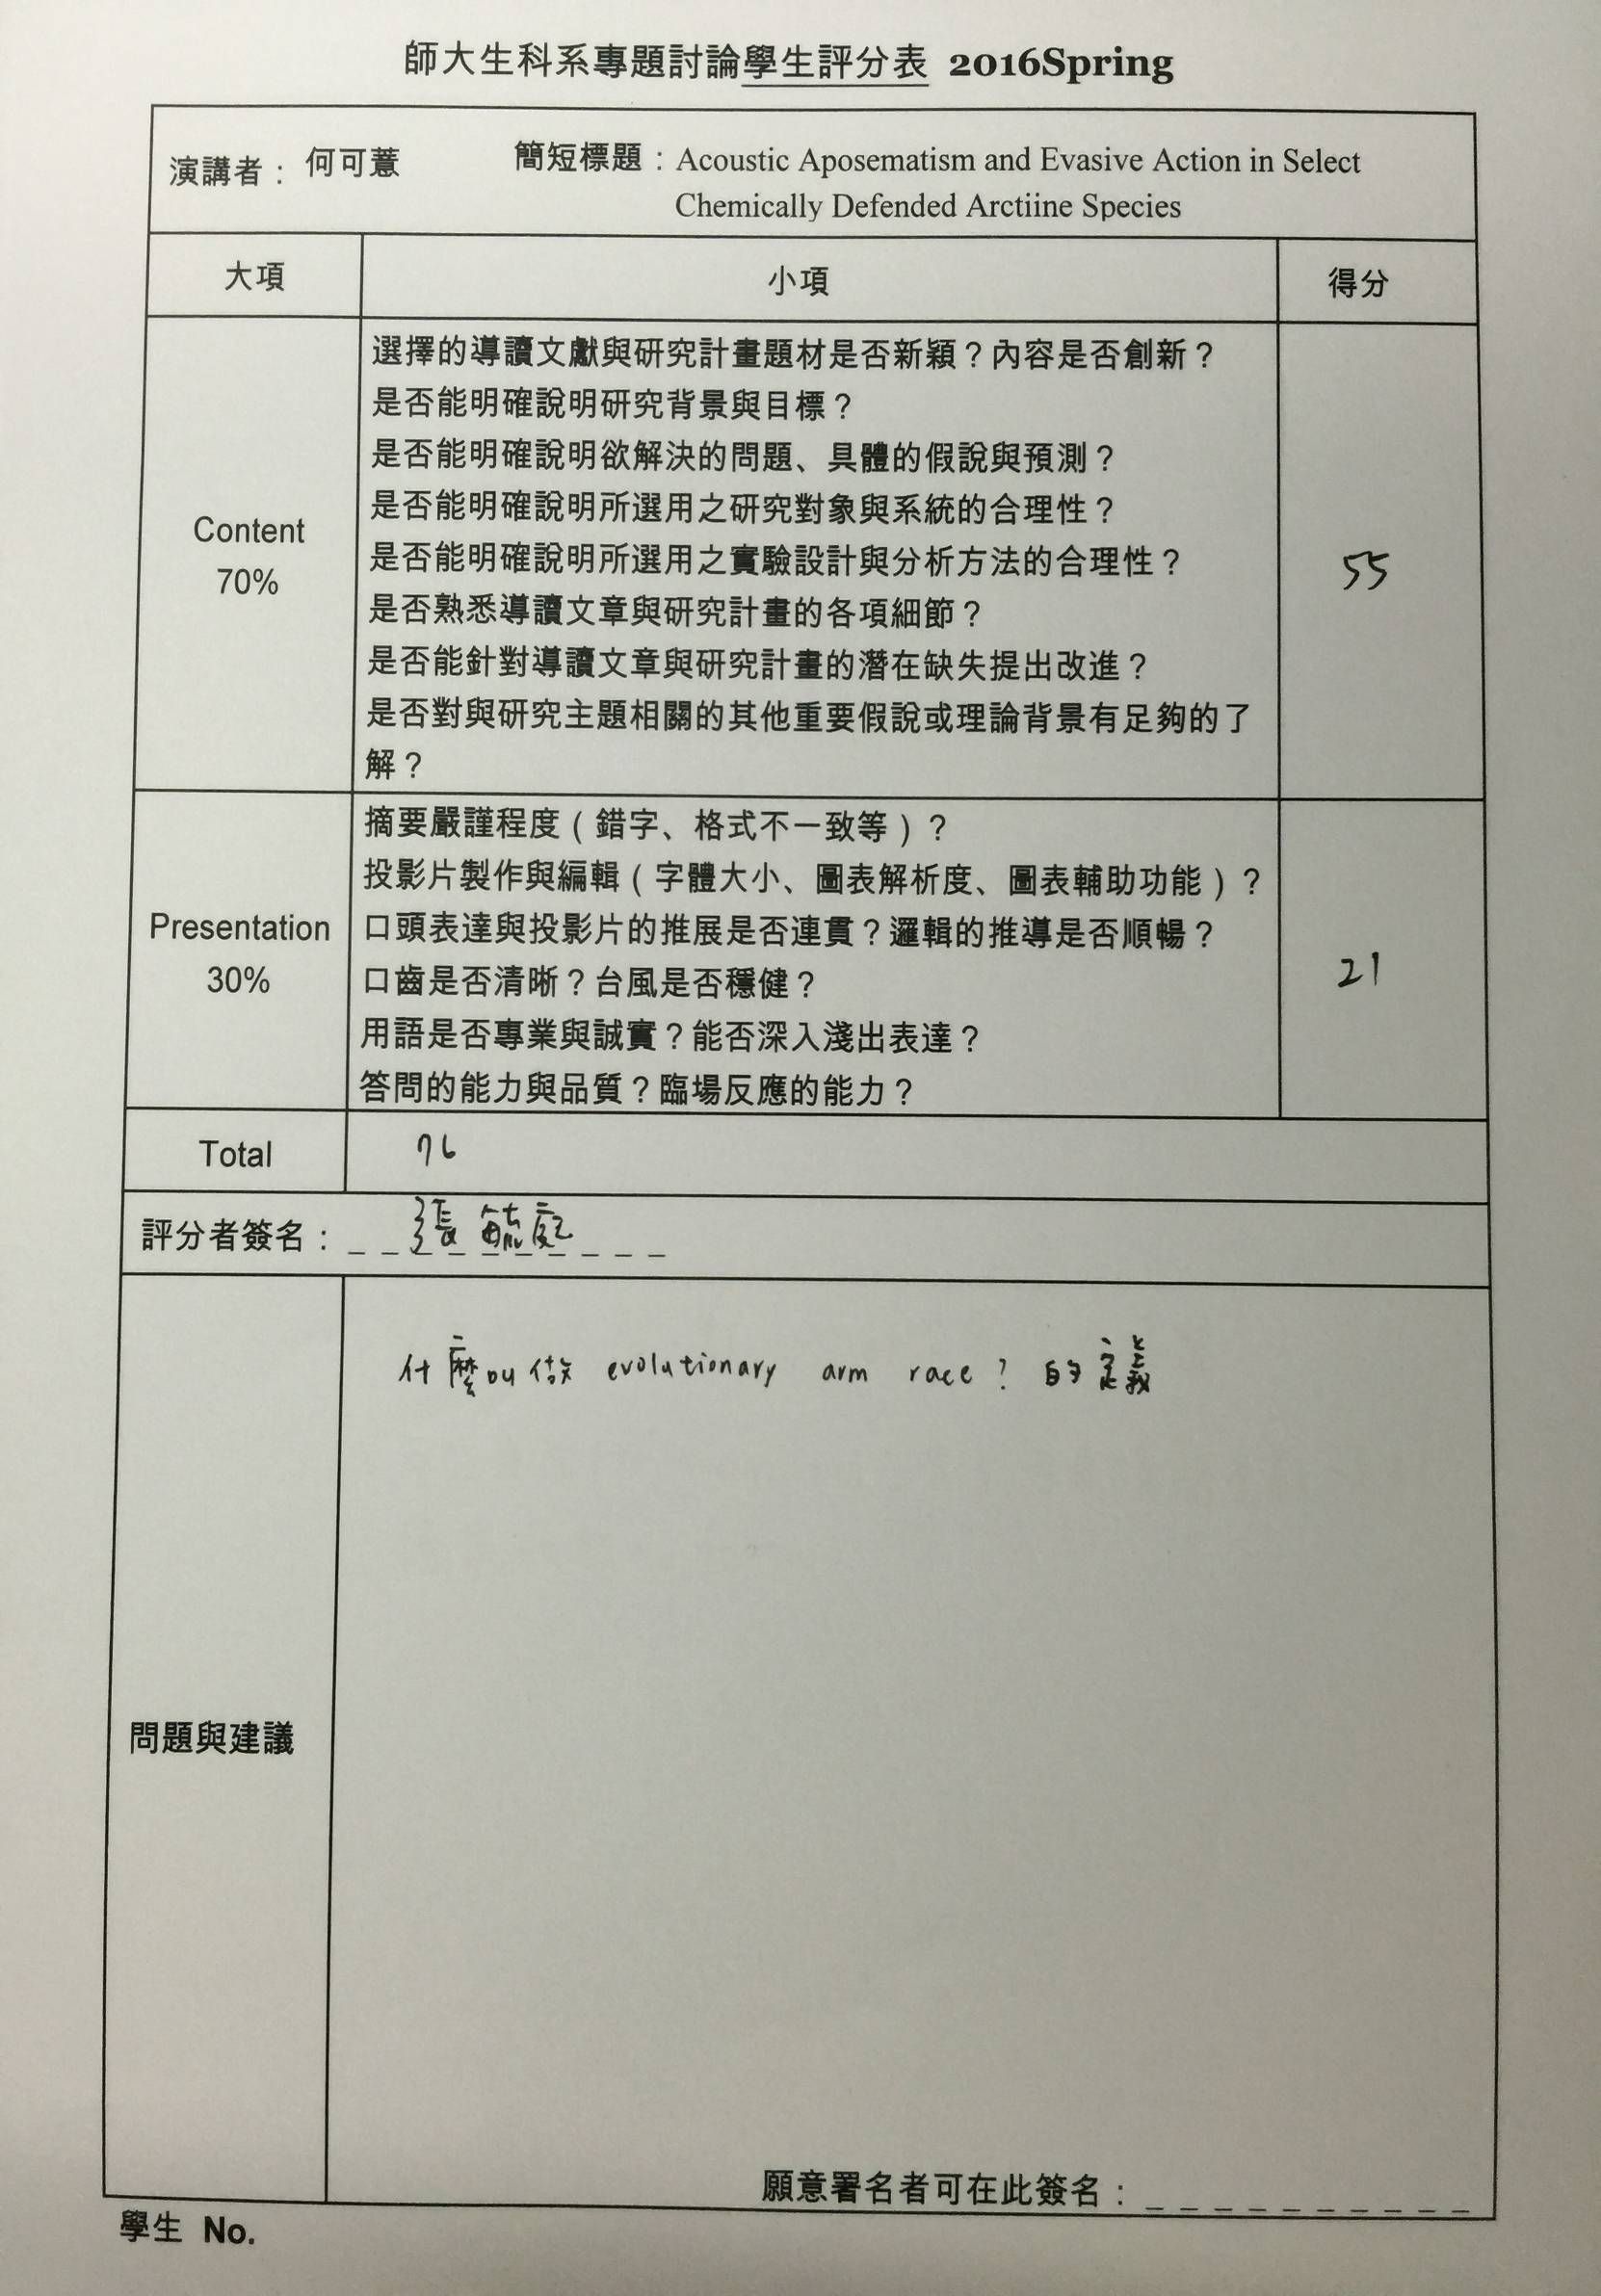 師大生科系專題討論學生評分表 2016Spring
演講者： 何可薏 簡短標題：Acoustic Aposematism and Evasive Action in Select
Chemically Defended Arctiine Species
大項 小項 得分
選擇的導讀文獻與研究計畫題材是否新穎？內容是否創新？
是否能明確說明研究背景與目標？
是否能明確說明欲解決的問題、具體的假說與預測？
是否能明確說明所選用之研究對象與系統的合理性？
Content
是否能明確說明所選用之實驗設計與分析方法的合理性？
70%
55
是否熟悉導讀文章與研究計畫的各項細節？
是否能針對導讀文章與研究計畫的潛在缺失提出改進？
是否對與研究主題相關的其他重要假說或理論背景有足夠的了
解？
摘要嚴謹程度（錯字、格式不一致等）？
投影片製作與編輯（字體大小、圖表解析度、圖表輔助功能）？
Presentation
口頭表達與投影片的推展是否連貫？邏輯的推導是否順暢？
30%
口齒是否清晰？台風是否穩健？
21
用語是否專業與誠實？能否深入淺出表達？
答問的能力與品質？臨場反應的能力？
Total 76
評分者簽名： 張毓
什麼叫做 evolutionary arm race? 的定義
問題與建議
願意署名者可在此簽名：
學生 No.